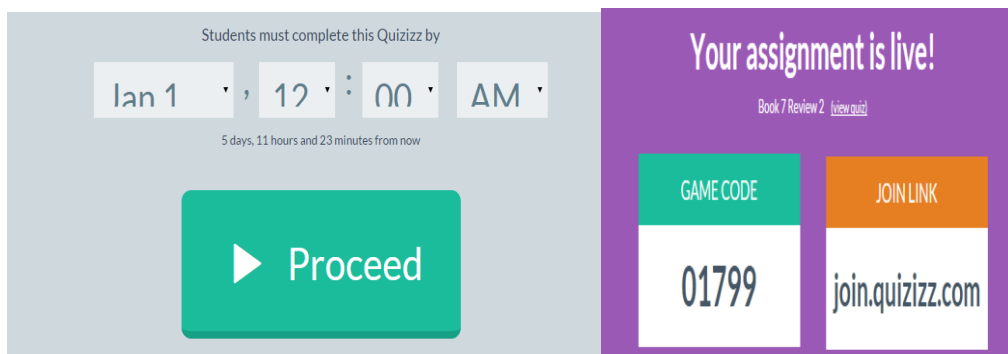 Students must complete this Quizizz by
Jan 1 , 12 : 00 AM
5 days, 11 hours and 23 minutes from now
Proceed
Your assignment is live!
Book 7 Review 2 (view quiz)
GAME CODE
01799
JOIN LINK
join.quizizz.com